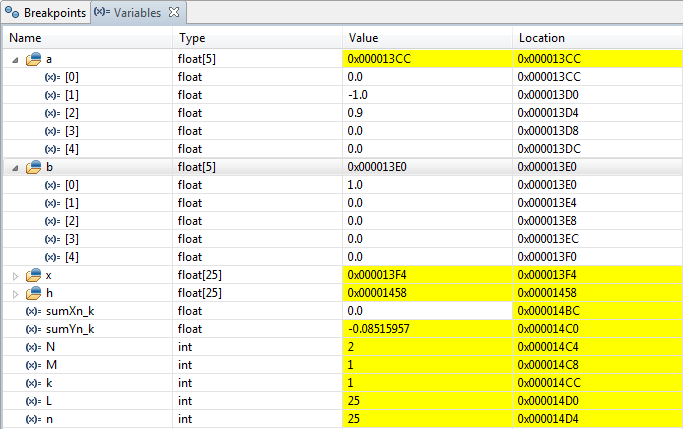 Breakpoints (x)= Variables
Name Type Value Location
a float[5] 0x000013CC 0x000013CC
(x)= [0] float 0.0 0x000013CC
(x)= [1] float -1.0 0x000013D0
(x)= [2] float 0.9 0x000013D4
(x)= [3] float 0.0 0x000013D8
(x)= [4] float 0.0 0x000013DC
b float[5] 0x000013E0 0x000013E0
(x)= [0] float 1.0 0x000013E0
(x)= [1] float 0.0 0x000013E4
(x)= [2] float 0.0 0x000013E8
(x)= [3] float 0.0 0x000013EC
(x)= [4] float 0.0 0x000013F0
x float[25] 0x000013F4 0x000013F4
h float[25] 0x00001458 0x00001458
(x)= sumXn_k float 0.0 0x000014BC
(x)= sumYn_k float -0.08515957 0x000014C0
(x)= N int 2 0x000014C4
(x)= M int 1 0x000014C8
(x)= k int 1 0x000014CC
(x)= L int 25 0x000014D0
(x)= n int 25 0x000014D4